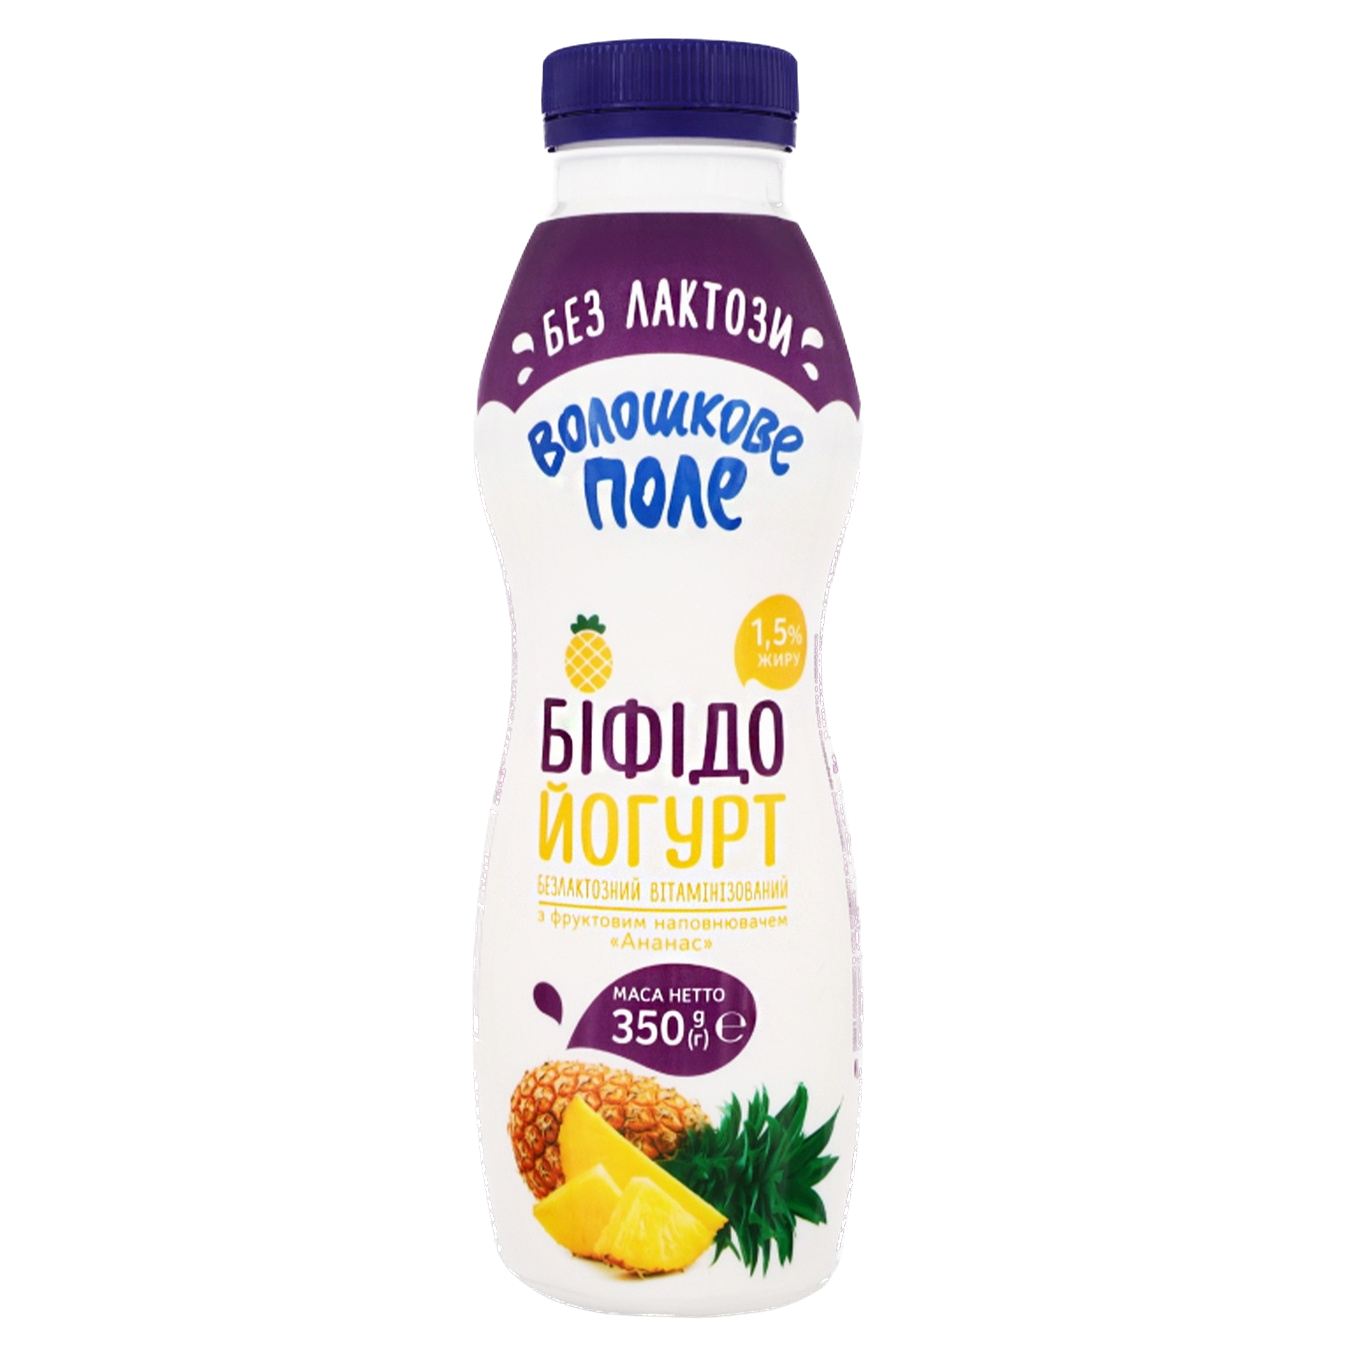 БЕЗ ЛАКТОЗИ
ВОЛОШКОВЕ
ПОЛЕ
1,5%
ЖИРУ
БІФІДО
ЙОГУРТ
БЕЗЛАКТОЗНИЙ ВІТАМІНІЗОВАНИЙ
з фруктовим наповнювачем
«Ананас»
МАСА НЕТТО
350 g (г) ℮